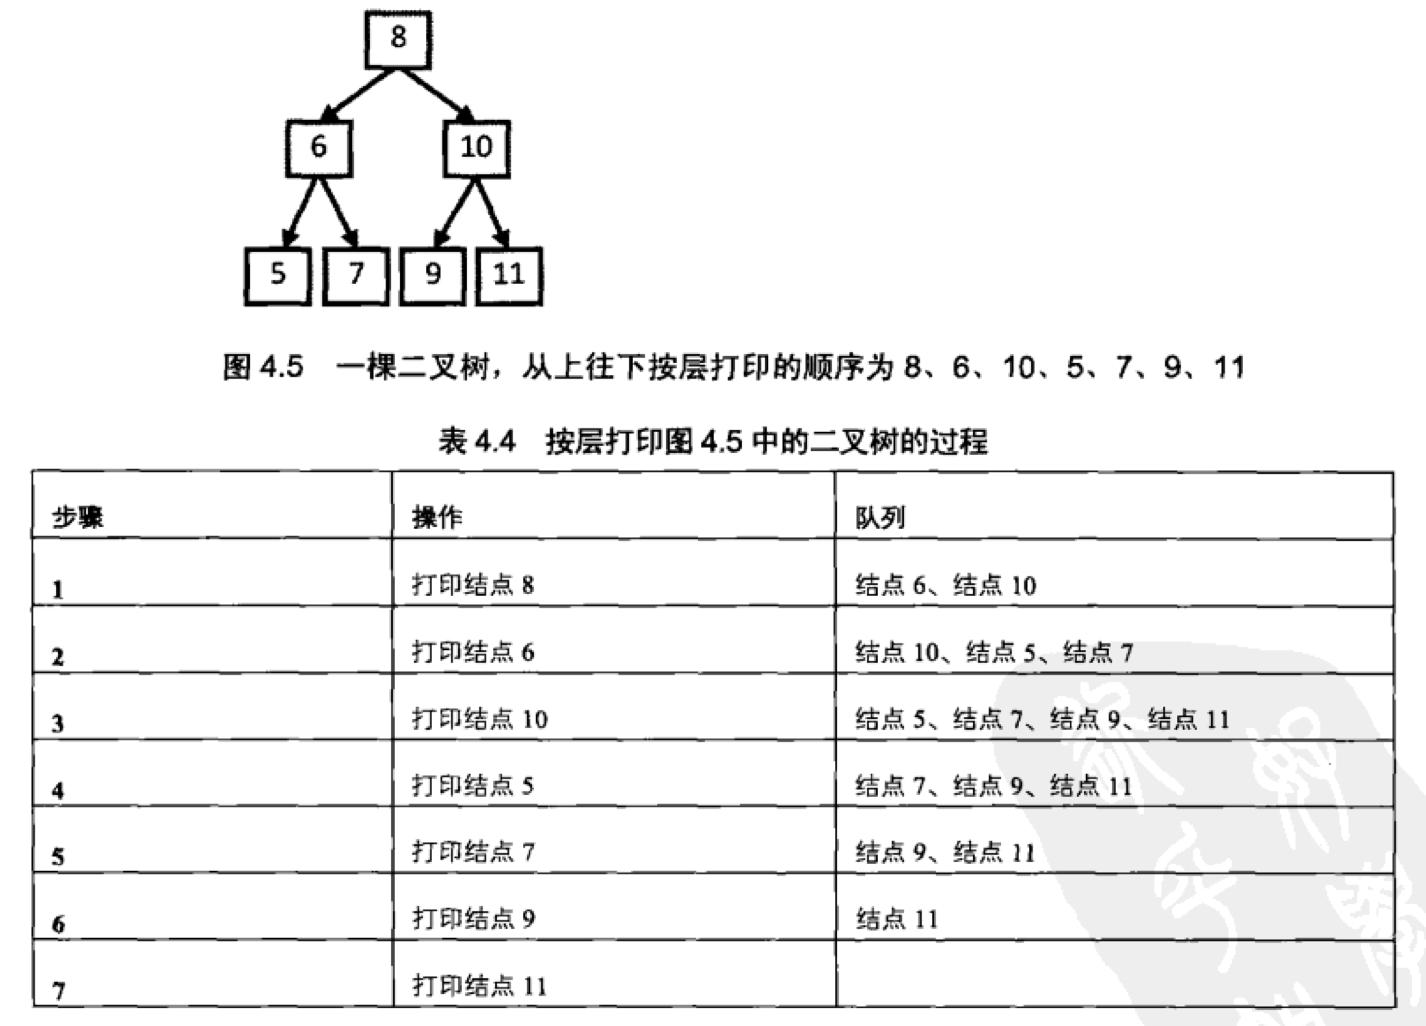 8
6 10
5 7 9 11
图 4.5 一棵二叉树，从上往下按层打印的顺序为 8、6、10、5、7、9、11
表 4.4 按层打印图 4.5 中的二叉树的过程
步骤 操作 队列
1 打印结点 8 结点 6、结点 10
2 打印结点 6 结点 10、结点 5、结点 7
3 打印结点 10 结点 5、结点 7、结点 9、结点 11
4 打印结点 5 结点 7、结点 9、结点 11
5 打印结点 7 结点 9、结点 11
6 打印结点 9 结点 11
7 打印结点 11